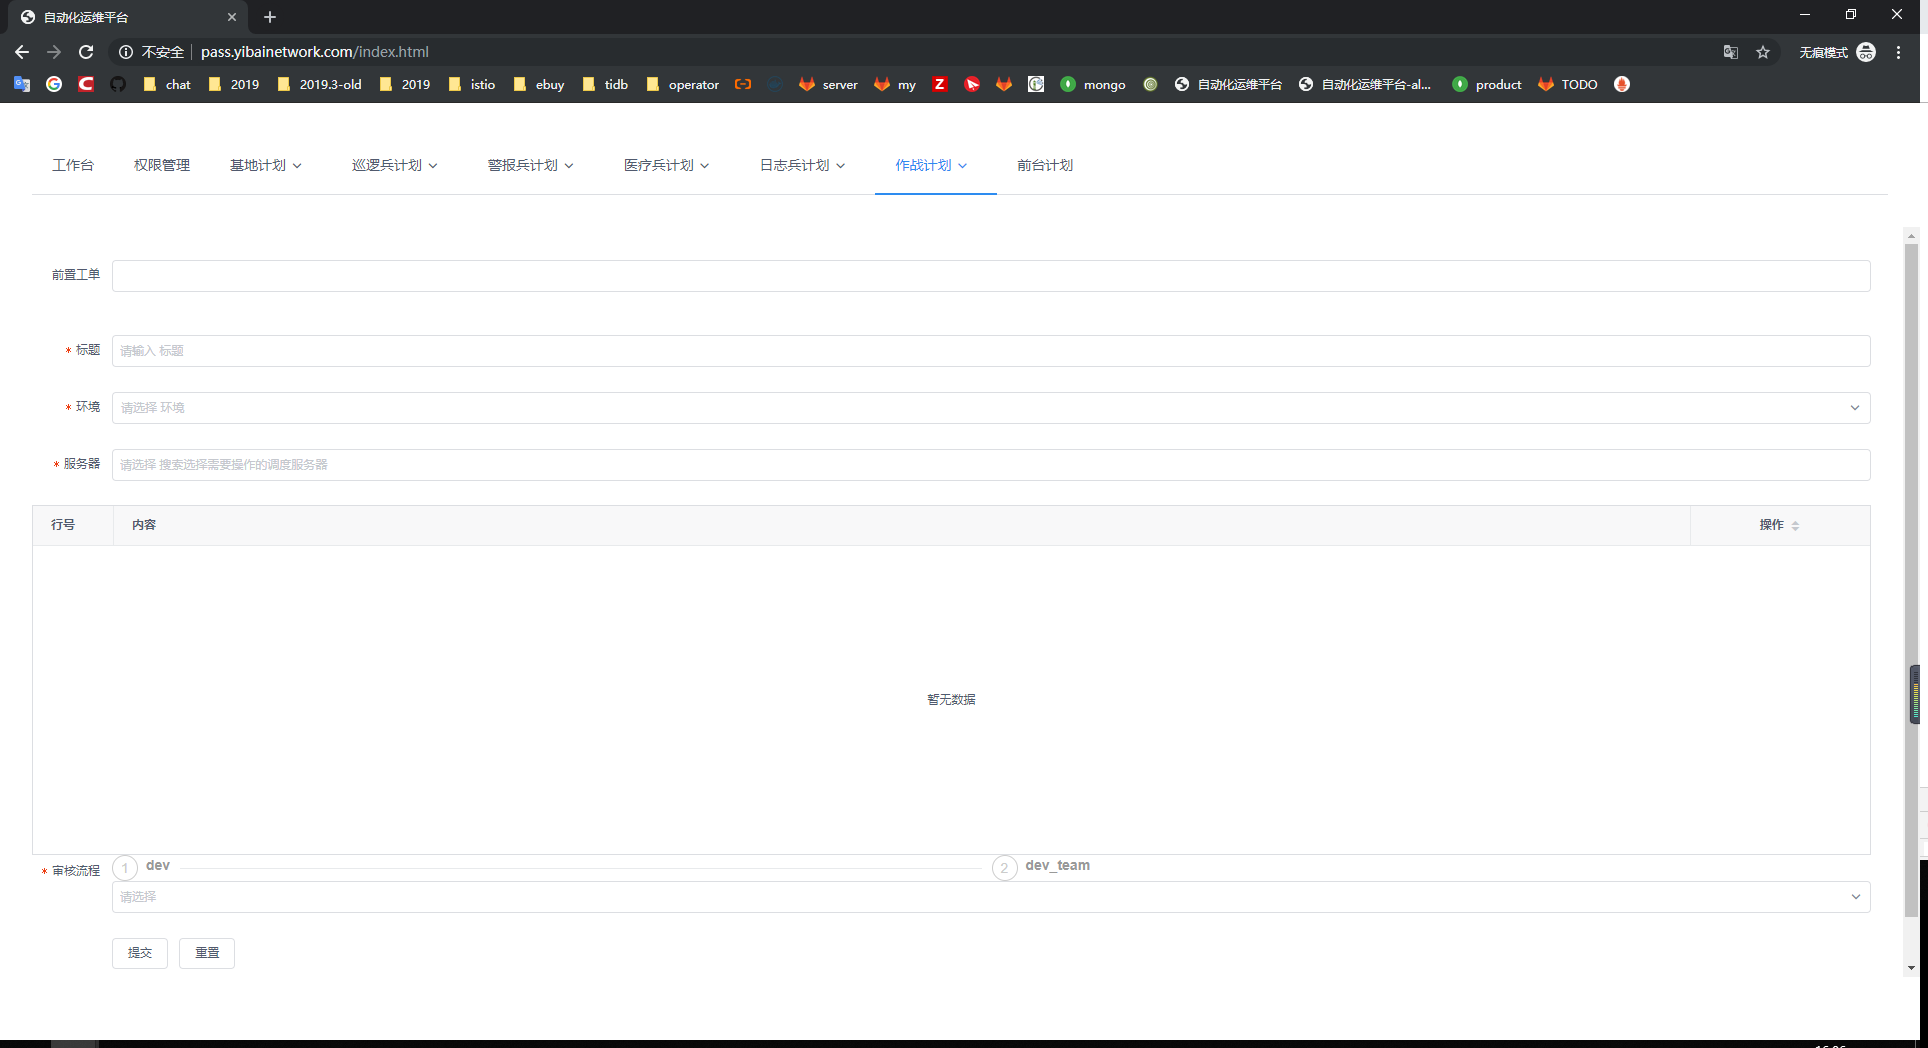 自动化运维平台
不安全 pass.yibainetwork.com/index.html 无痕模式
chat 2019 2019.3-old 2019 istio ebuy tidb operator server my mongo 自动化运维平台 自动化运维平台-al... product TODO
工作台 权限管理 基地计划 巡逻兵计划 警报兵计划 医疗兵计划 日志兵计划 作战计划 前台计划
前置工单
* 标题 请输入 标题
* 环境 请选择 环境
* 服务器 请选择 搜索选择需要操作的调度服务器
行号 内容 操作
暂无数据
* 审核流程 1 dev 2 dev_team
请选择
提交 重置